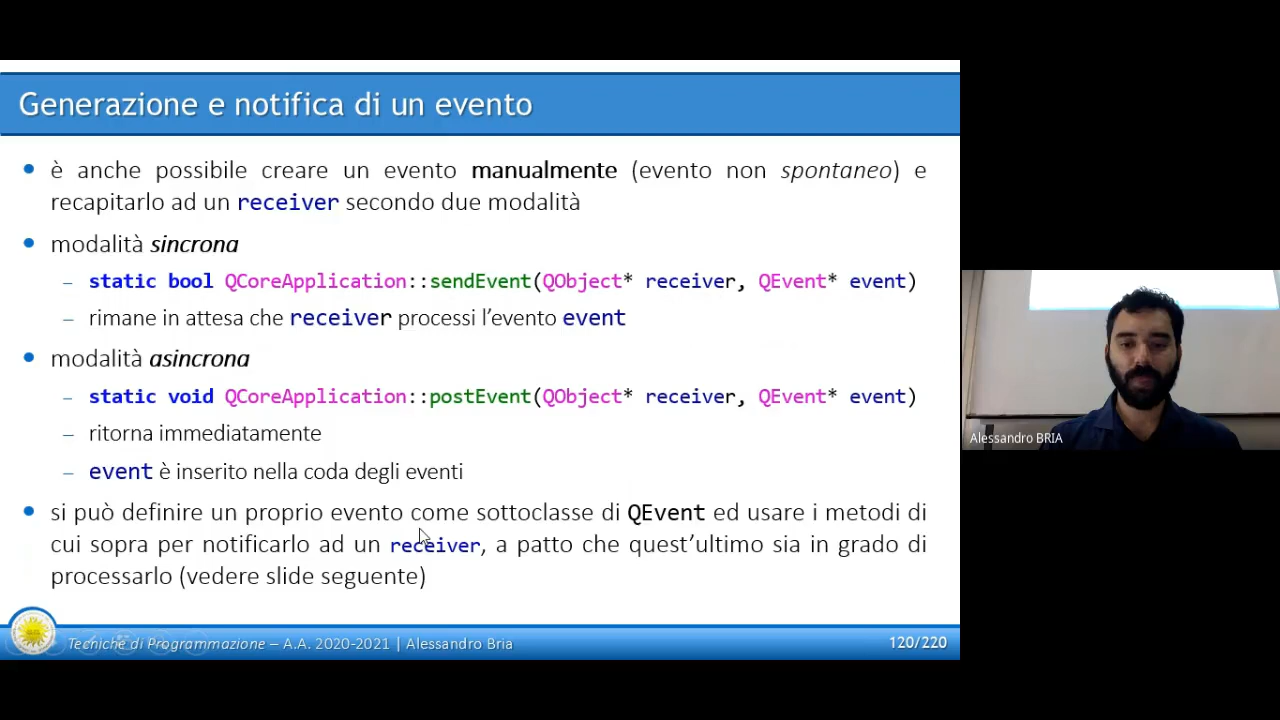 Generazione e notifica di un evento
è anche possibile creare un evento manualmente (evento non spontaneo) e
recapitarlo ad un receiver secondo due modalità
modalità sincrona
– static bool QCoreApplication::sendEvent(QObject* receiver, QEvent* event)
– rimane in attesa che receiver processi l’evento event
modalità asincrona
– static void QCoreApplication::postEvent(QObject* receiver, QEvent* event)
– ritorna immediatamente
– event è inserito nella coda degli eventi
si può definire un proprio evento come sottoclasse di QEvent ed usare i metodi di
cui sopra per notificarlo ad un receiver, a patto che quest’ultimo sia in grado di
processarlo (vedere slide seguente)
Tecniche di Programmazione – A.A. 2020-2021 | Alessandro Bria
120/220
Alessandro BRIA